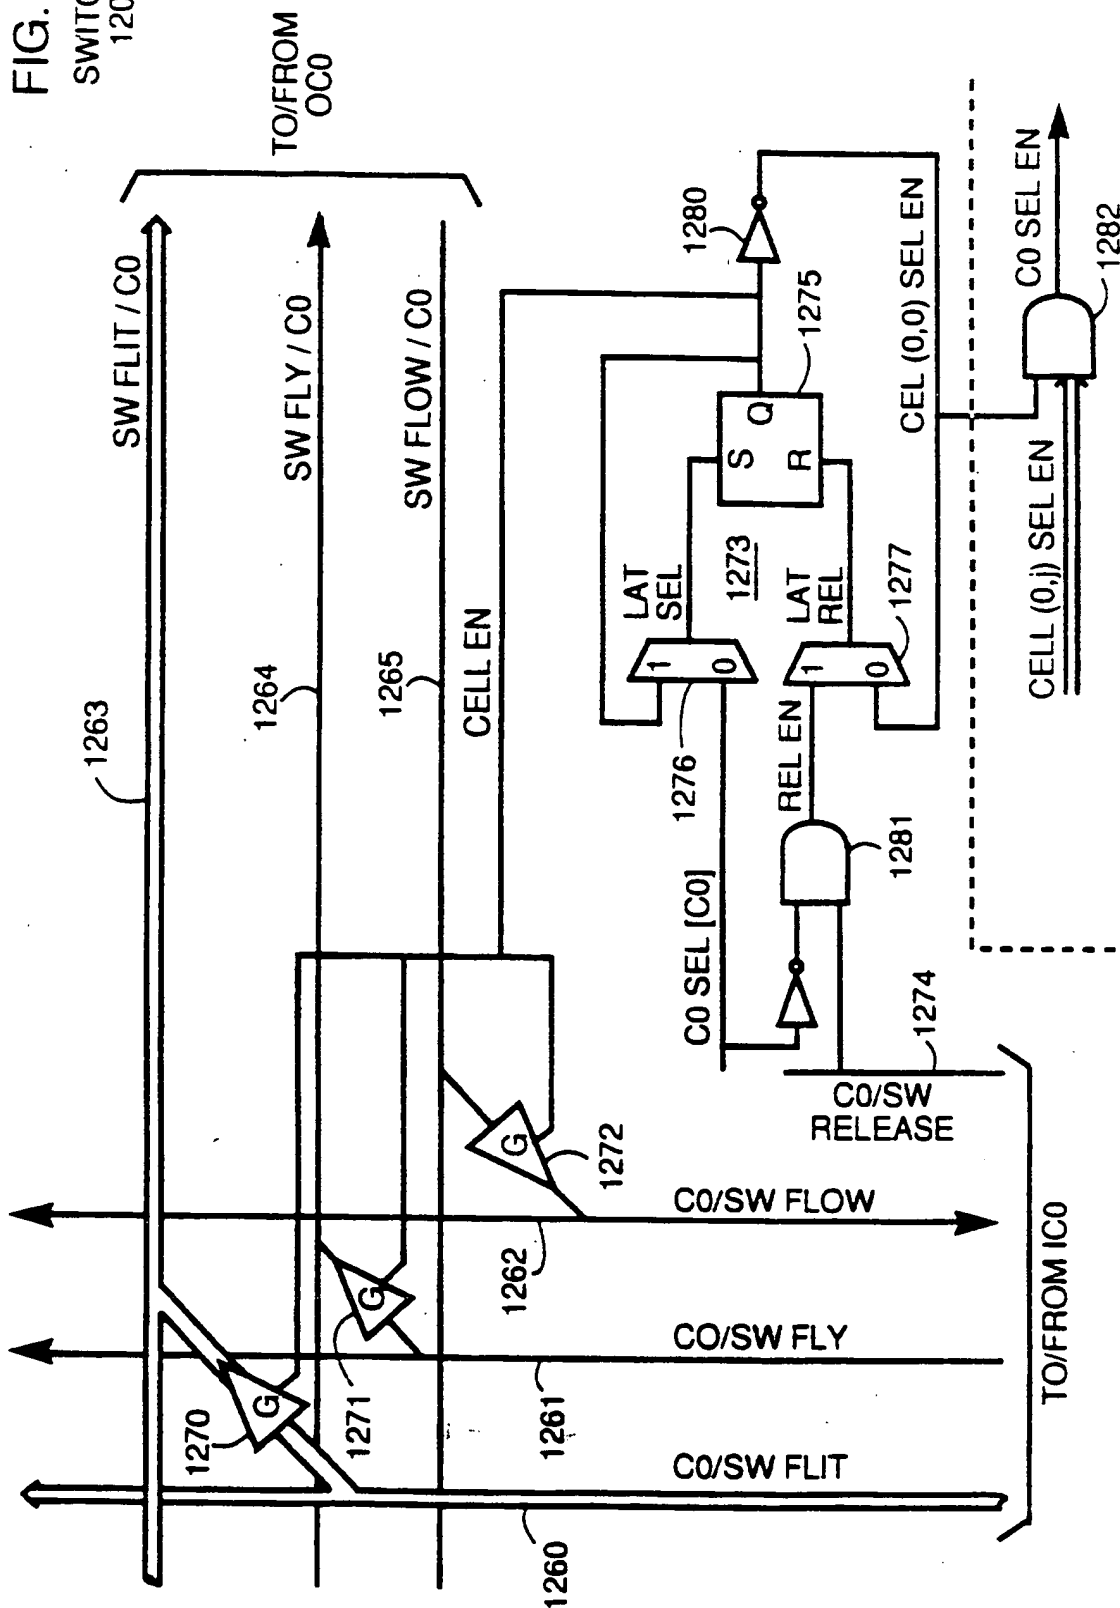 FIG.
SWITC
120
TO/FROM
OC0
1263
SW FLIT / C0
1264
SW FLY / C0
1265
SW FLOW / C0
CELL EN
1280
1275
S
Q
R
LAT
SEL
1273
LAT
REL
1
0
1276
1
0
1277
CEL (0,0) SEL EN
C0 SEL EN
CELL (0,j) SEL EN
1282
C0 SEL [C0]
REL EN
1281
1274
C0/SW
RELEASE
1270
G
1271
G
G
1272
C0/SW FLOW
1262
CO/SW FLY
1261
C0/SW FLIT
1260
TO/FROM IC0